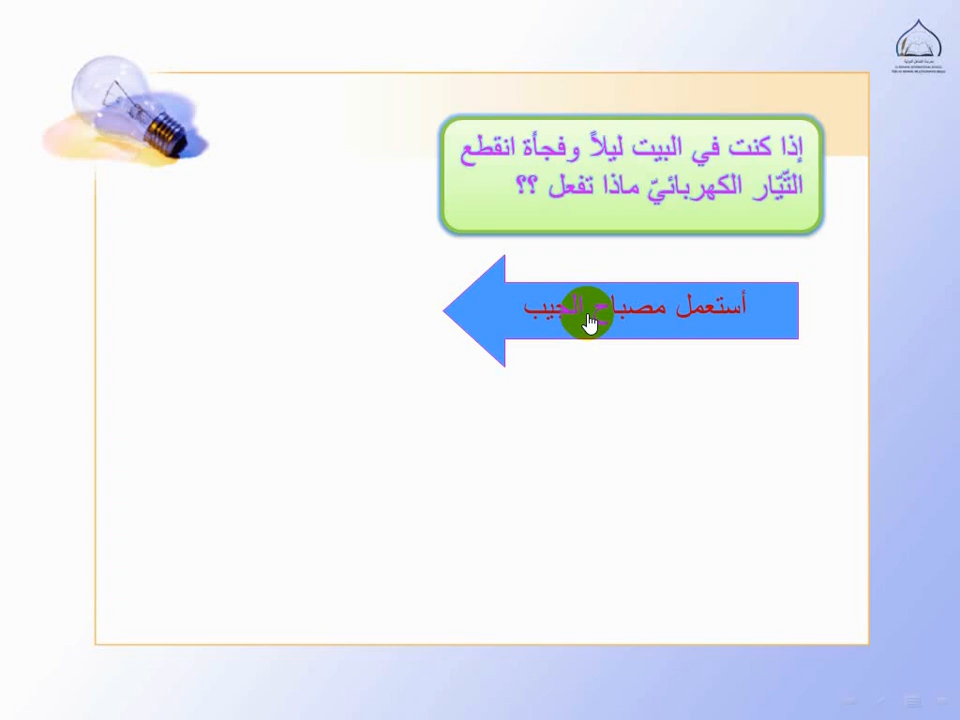 إذا كنت في البيت ليلاً وفجأة انقطع
التّيّار الكهربائيّ ماذا تفعل ؟؟
أستعمل مصباح الجيب